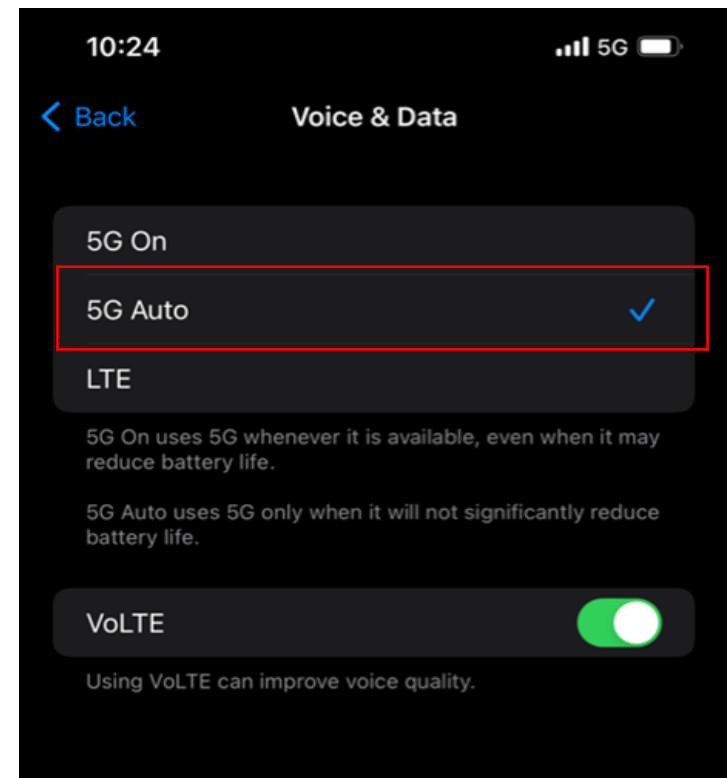 10:24 5G
Back Voice & Data
5G On
5G Auto
LTE
5G On uses 5G whenever it is available, even when it may
reduce battery life.
5G Auto uses 5G only when it will not significantly reduce
battery life.
VoLTE
Using VoLTE can improve voice quality.